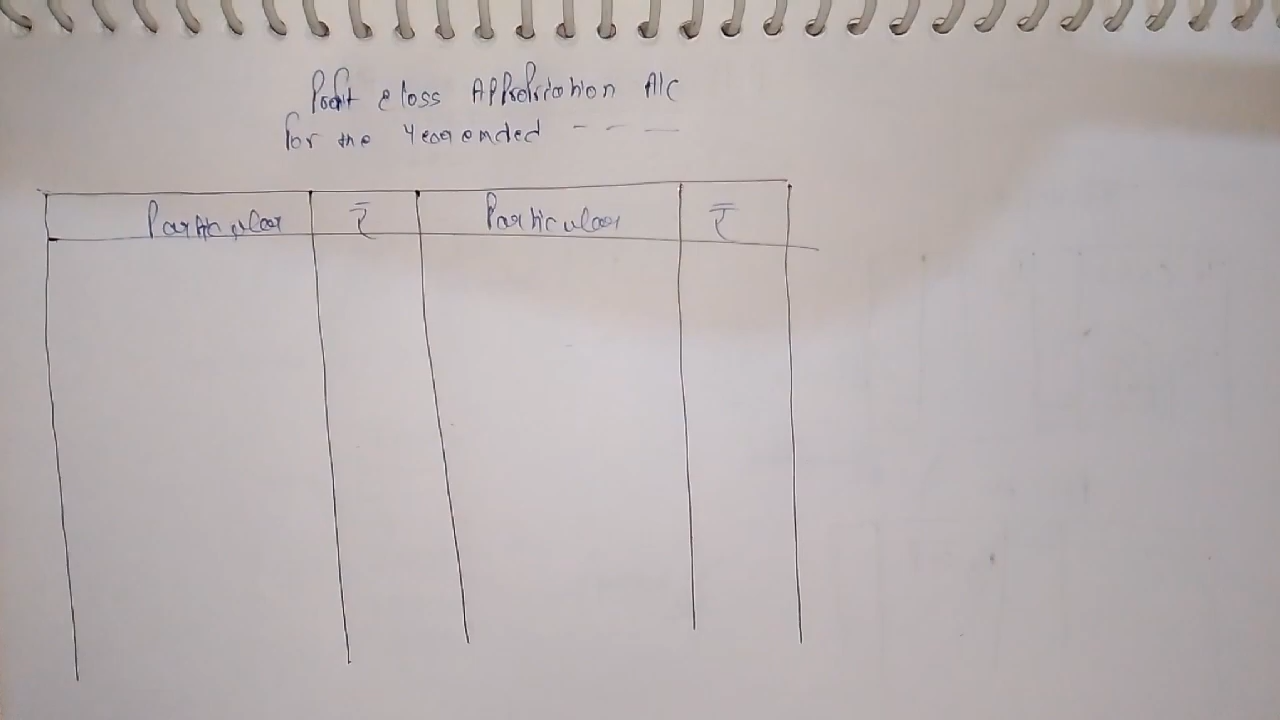 Profit & loss Appropriation A/C
for the Year ended - - -
Particular ₹ Particular ₹